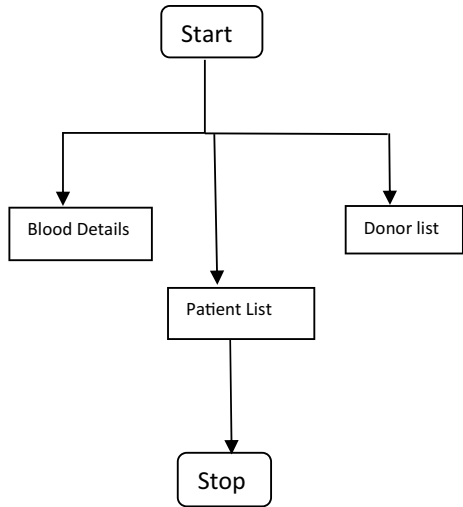 Start
Blood Details
Donor list
Patient List
Stop